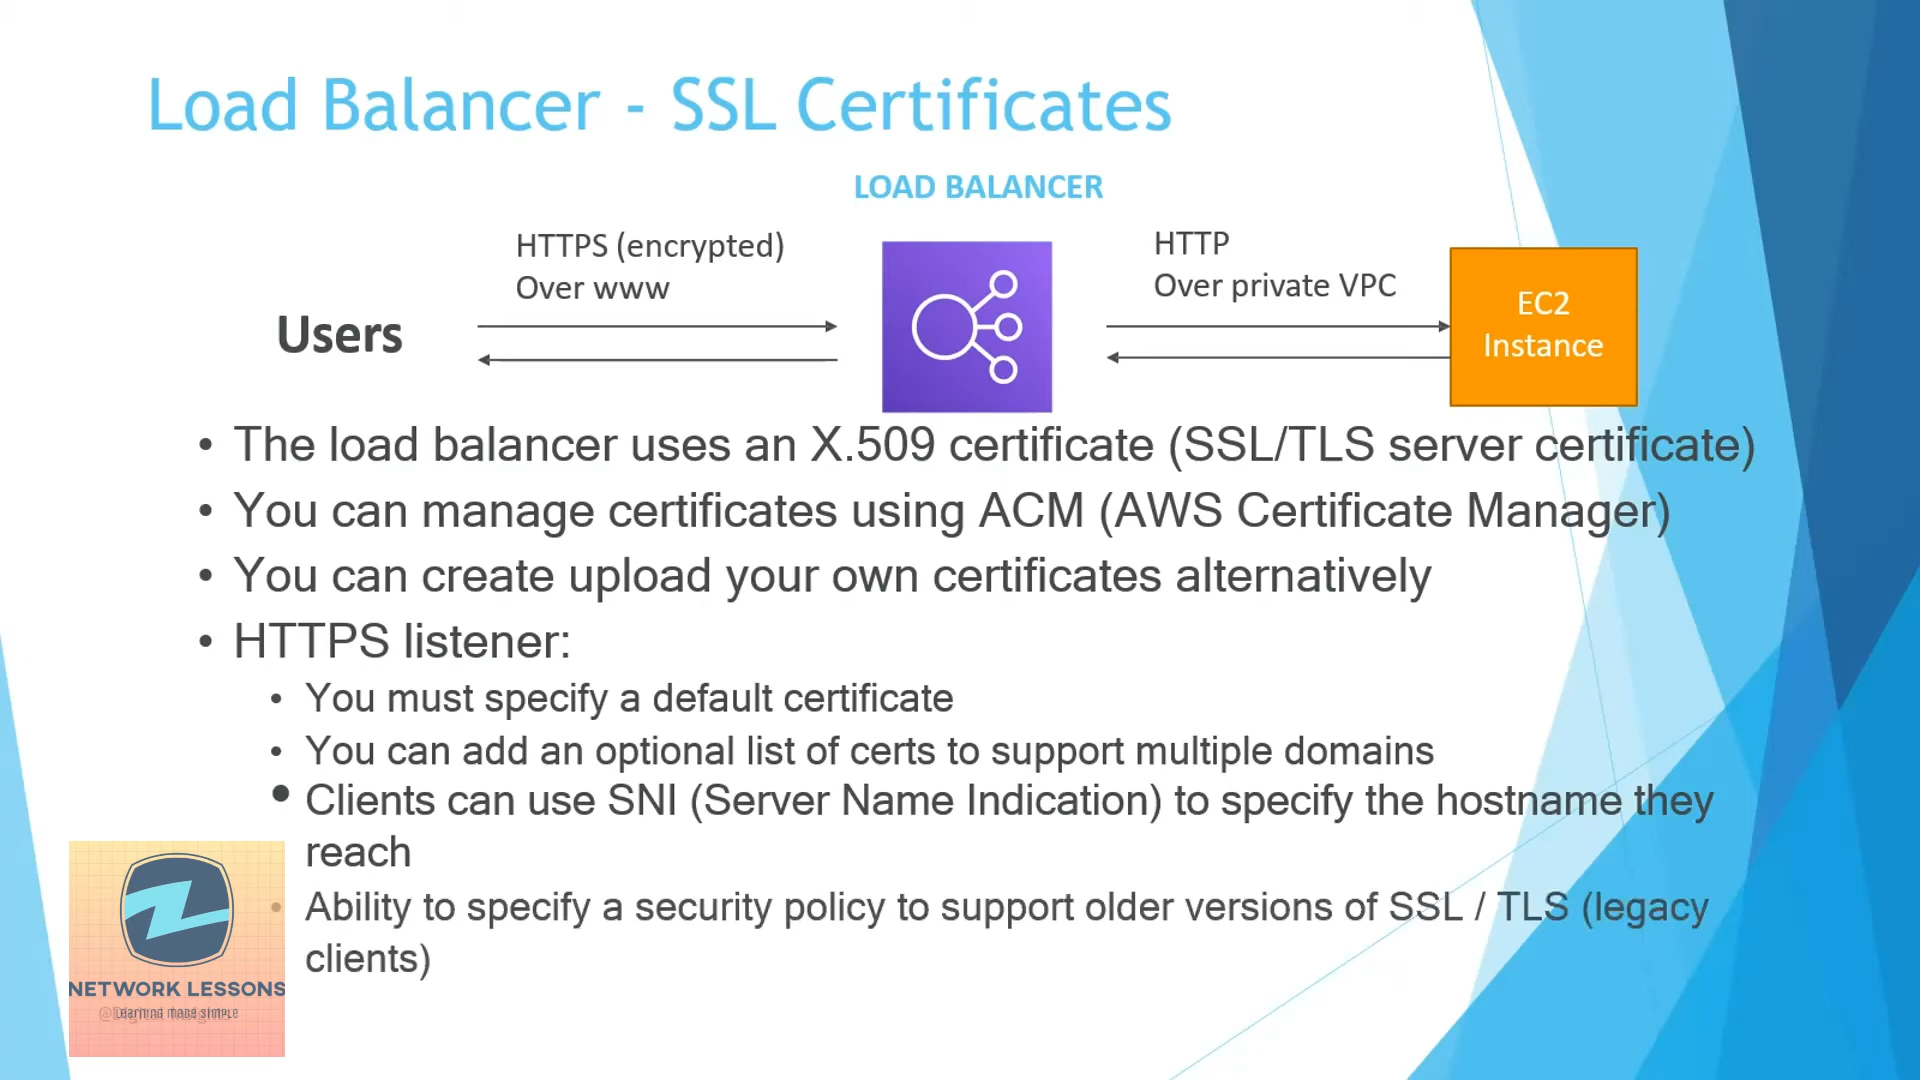 Load Balancer - SSL Certificates
LOAD BALANCER
HTTPS (encrypted)
Over www
HTTP
Over private VPC
Users
EC2
Instance
• The load balancer uses an X.509 certificate (SSL/TLS server certificate)
• You can manage certificates using ACM (AWS Certificate Manager)
• You can create upload your own certificates alternatively
• HTTPS listener:
• You must specify a default certificate
• You can add an optional list of certs to support multiple domains
• Clients can use SNI (Server Name Indication) to specify the hostname they
reach
• Ability to specify a security policy to support older versions of SSL / TLS (legacy
clients)
NETWORK LESSONS
Learning made simple